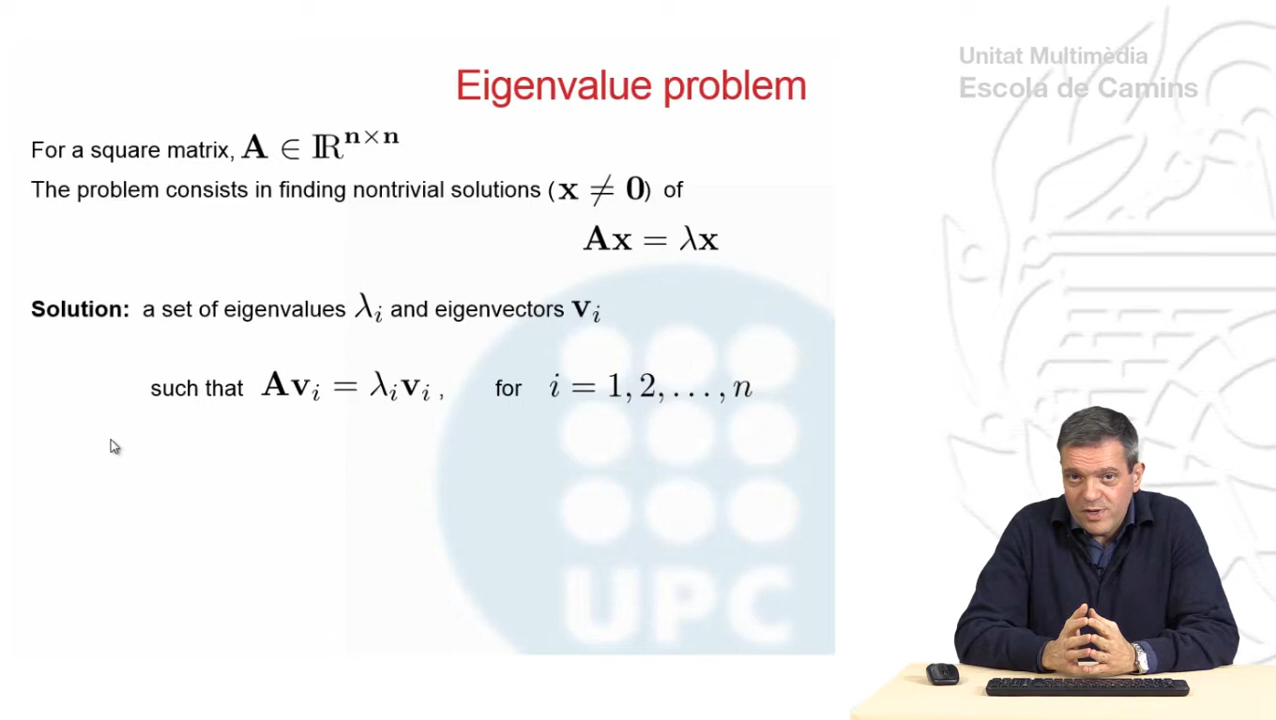 Unitat Multimèdia
Escola de Camins
Eigenvalue problem
For a square matrix, A ∈ ℝⁿˣⁿ
The problem consists in finding nontrivial solutions (x ≠ 0) of
Ax = λx
Solution: a set of eigenvalues λᵢ and eigenvectors vᵢ
such that Avᵢ = λᵢvᵢ , for i = 1, 2, . . . , n
UPC